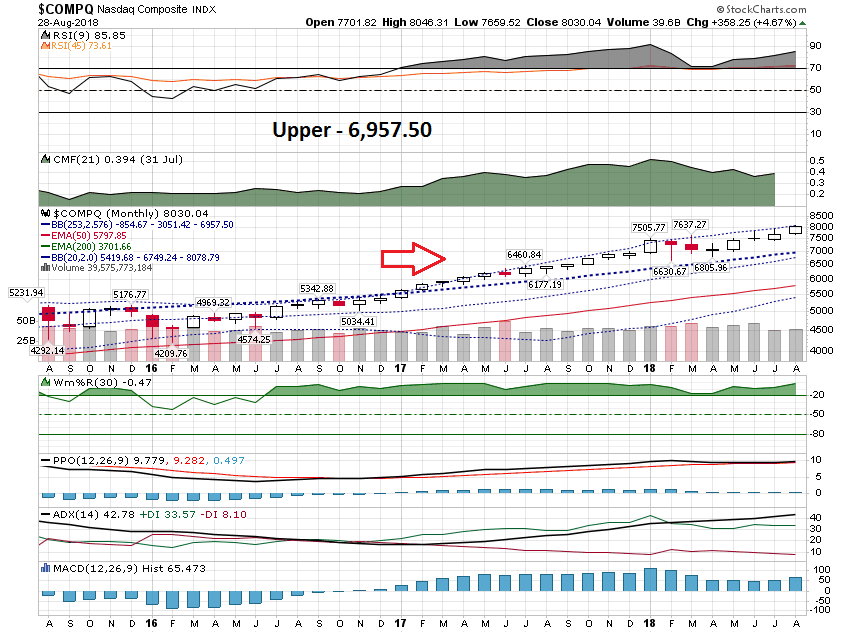 $COMPQ Nasdaq Composite INDX
© StockCharts.com
28-Aug-2018
Open 7701.82 High 8046.31 Low 7659.52 Close 8030.04 Volume 39.6B Chg +358.25 (+4.67%)
RSI(9) 85.85
RSI(45) 73.61
90
70
50
30
10
Upper - 6,957.50
CMF(21) 0.394 (31 Jul)
0.5
0.4
0.3
0.2
$COMPQ (Monthly) 8030.04
BB(253,2.576) -854.67 - 3051.42 - 6957.50
EMA(50) 5797.85
EMA(200) 3701.66
BB(20,2.0) 5419.68 - 6749.24 - 8078.79
Volume 39,575,773,184
8500
8000
7500
7000
6500
6000
5500
5000
4500
4000
50B
25B
5231.94
4292.14
5176.77
4209.76
4969.32
4574.25
5342.88
5034.41
6460.84
6177.19
7505.77
6630.67
7637.27
6805.96
A S O N D 16 F M A M J J A S O N D 17 F M A M J J A S O N D 18 F M A M J J A
Wm%R(30) -0.47
-20
-50
-80
PPO(12,26,9) 9.779, 9.282, 0.497
10
5
0
ADX(14) 42.78 +DI 33.57 -DI 8.10
40
30
20
10
MACD(12,26,9) Hist 65.473
100
50
0
-50
-100
A S O N D 16 F M A M J J A S O N D 17 F M A M J J A S O N D 18 F M A M J J A